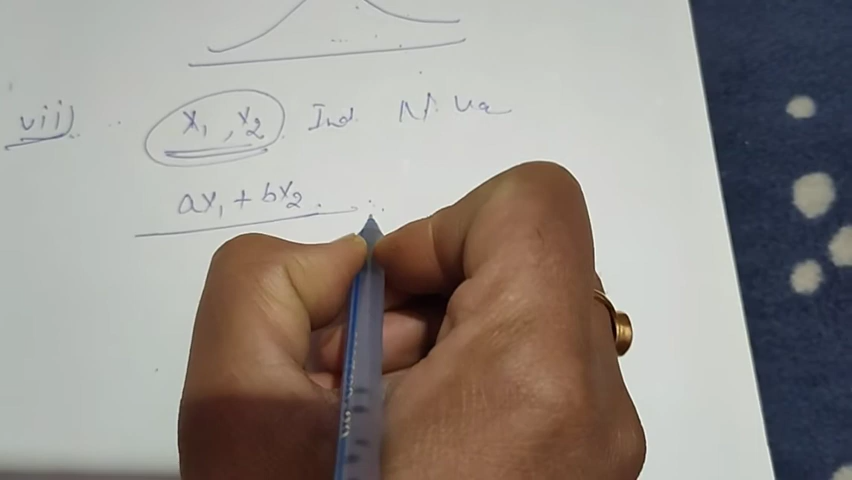 vii) x₁, x₂ Ind. N. Va
ax₁ + bx₂.